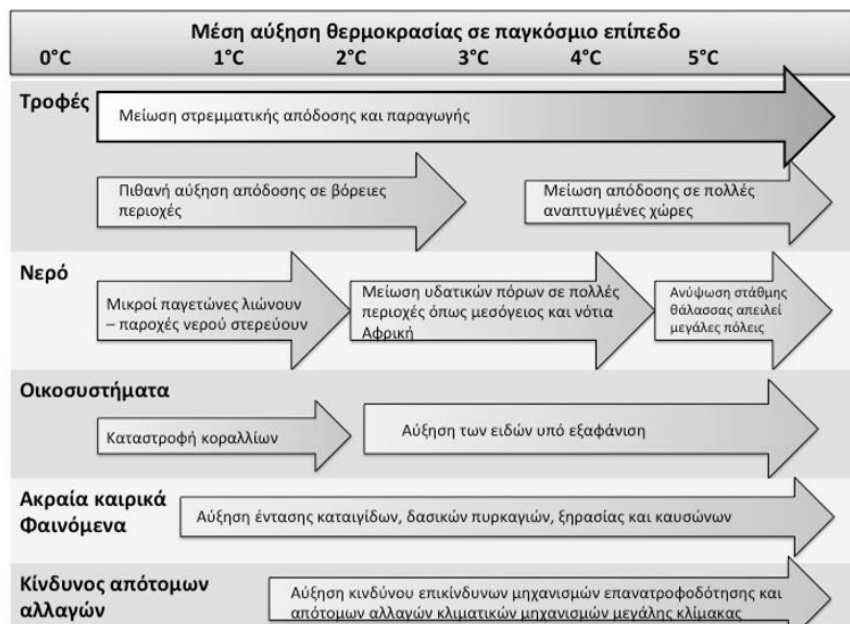 Μέση αύξηση θερμοκρασίας σε παγκόσμιο επίπεδο
0°C 1°C 2°C 3°C 4°C 5°C
Τροφές
Μείωση στρεμματικής απόδοσης και παραγωγής
Πιθανή αύξηση απόδοσης σε βόρειες
περιοχές
Μείωση απόδοσης σε πολλές
αναπτυγμένες χώρες
Νερό
Μικροί παγετώνες λιώνουν
– παροχές νερού στερεύουν
Μείωση υδατικών πόρων σε πολλές
περιοχές όπως μεσόγειος και νότια
Αφρική
Ανύψωση στάθμης
θάλασσας απειλεί
μεγάλες πόλεις
Οικοσυστήματα
Καταστροφή κοραλλίων
Αύξηση των ειδών υπό εξαφάνιση
Ακραία καιρικά
Φαινόμενα
Αύξηση έντασης καταιγίδων, δασικών πυρκαγιών, ξηρασίας και καυσώνων
Κίνδυνος απότομων
αλλαγών
Αύξηση κινδύνου επικίνδυνων μηχανισμών επανατροφοδότησης και
απότομων αλλαγών κλιματικών μηχανισμών μεγάλης κλίμακας